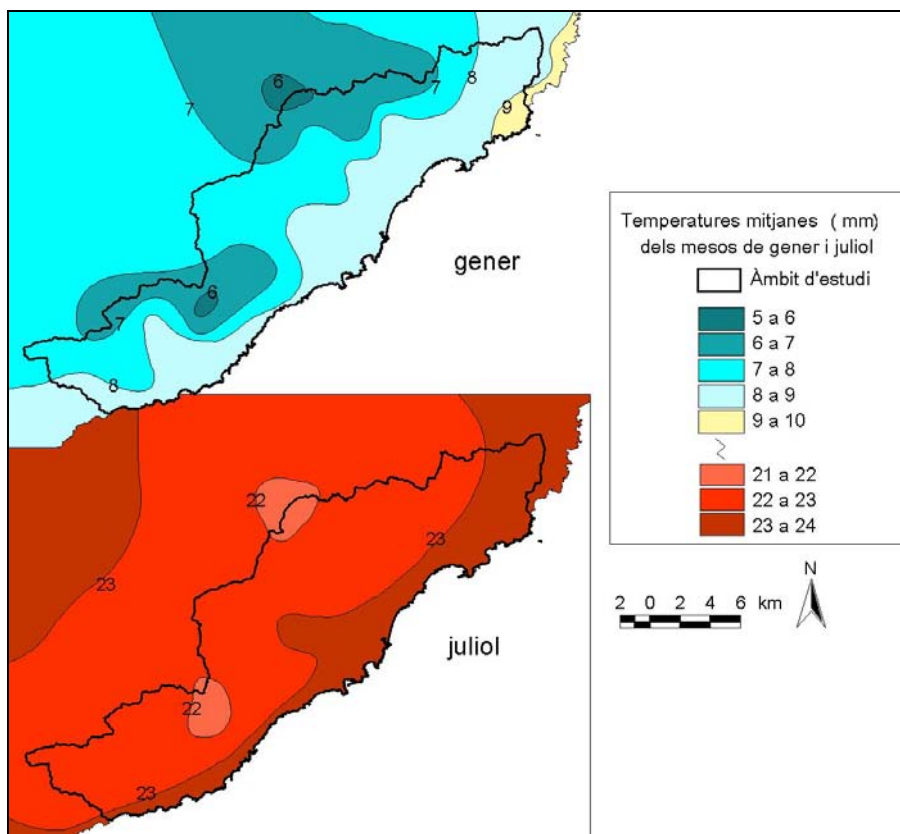 6
7
8
7
9
gener
6
7
8
Temperatures mitjanes ( mm)
dels mesos de gener i juliol
Àmbit d'estudi
5 a 6
6 a 7
7 a 8
8 a 9
9 a 10
21 a 22
22 a 23
23 a 24
22
23
23
juliol
22
23
N
2 0 2 4 6 km